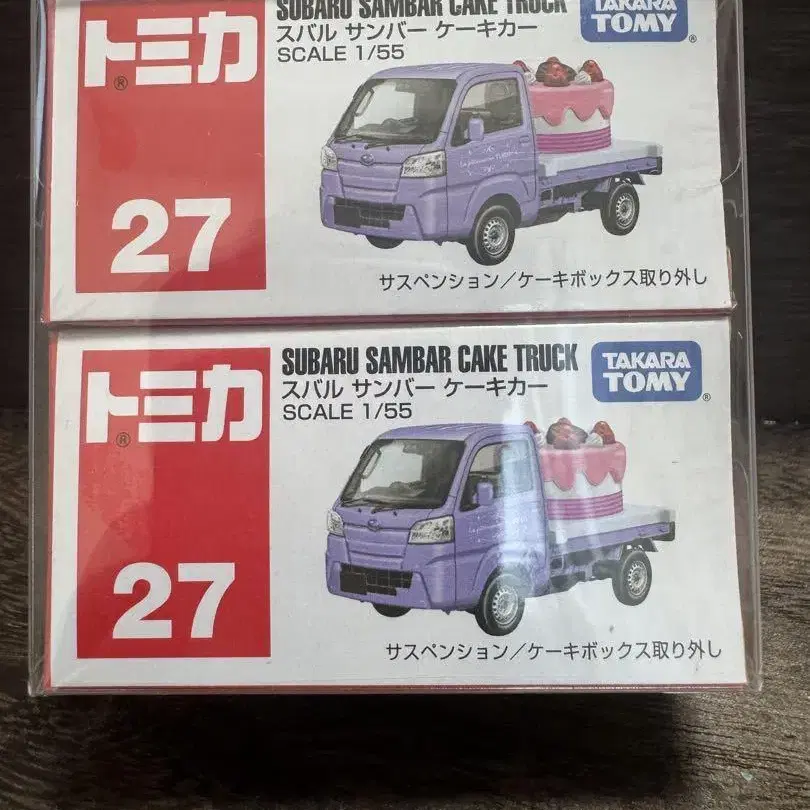 トミカ®
SUBARU SAMBAR CAKE TRUCK
スバル サンバー ケーキカー
SCALE 1/55
TAKARA
TOMY®
27
サスペンション/ケーキボックス取り外し
トミカ®
SUBARU SAMBAR CAKE TRUCK
スバル サンバー ケーキカー
SCALE 1/55
TAKARA
TOMY®
27
サスペンション/ケーキボックス取り外し